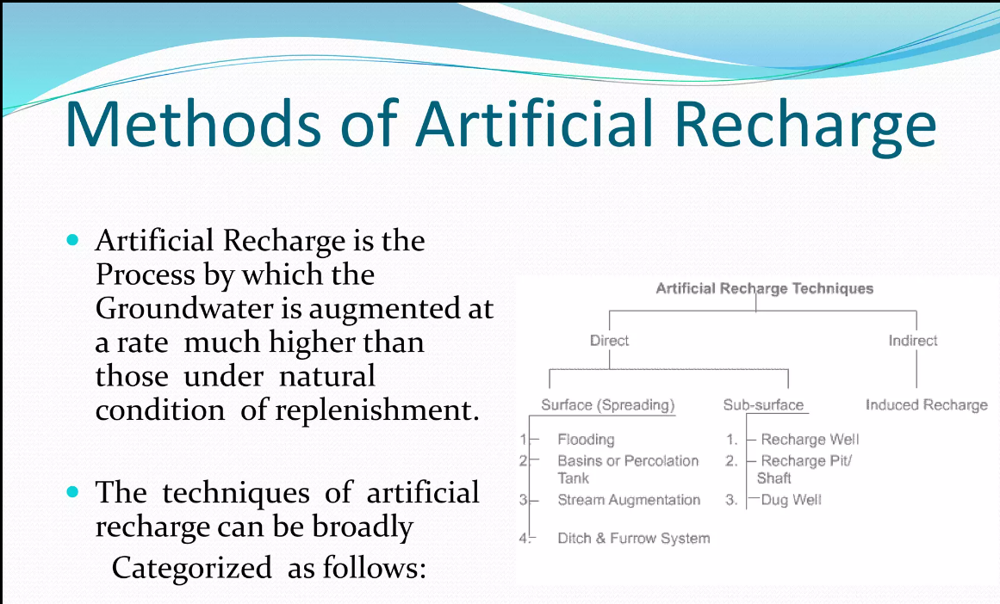 Methods of Artificial Recharge
• Artificial Recharge is the
Process by which the
Groundwater is augmented at
a rate much higher than
those under natural
condition of replenishment.
• The techniques of artificial
recharge can be broadly
Categorized as follows:
Artificial Recharge Techniques
Direct
Indirect
Surface (Spreading)
Sub-surface
Induced Recharge
1. Flooding
2. Basins or Percolation
Tank
3. Stream Augmentation
4. Ditch & Furrow System
1. Recharge Well
2. Recharge Pit/
Shaft
3. Dug Well